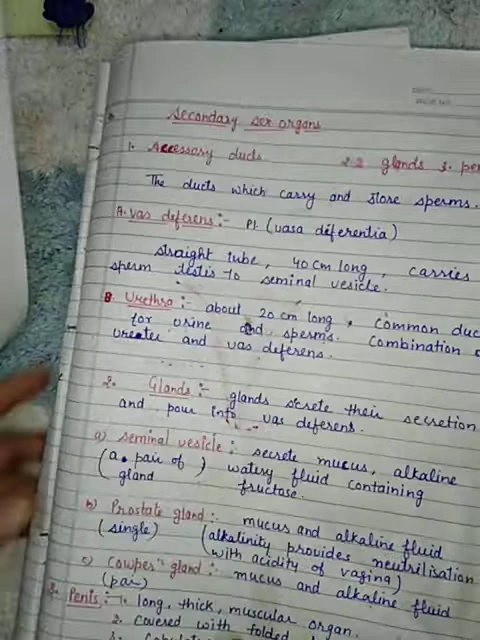 Secondary sex organs
1. Accessory ducts 2. glands 3. pe
The ducts which carry and store sperms.
A. Vas deferens :- Pl. (vasa deferentia)
straight tube, 40 cm long, carries
sperm testis to seminal vesicle.
B. Urethra :- about 20 cm long, common duc
for urine and sperms. Combination
ureter and vas deferens.
2. Glands :- glands secrete their secretion
and pour into vas deferens.
a) seminal vesicle : secrete mucus, alkaline
(a pair of ) watery fluid containing
gland fructose.
b) Prostate gland :- mucus and alkaline fluid
(single) (alkalinity provides neutrilisation
with acidity of vagina)
c) Cowper's gland :- mucus and alkaline fluid
(pair)
3. Penis :- 1. long, thick, muscular organ.
2. covered with folded
3.